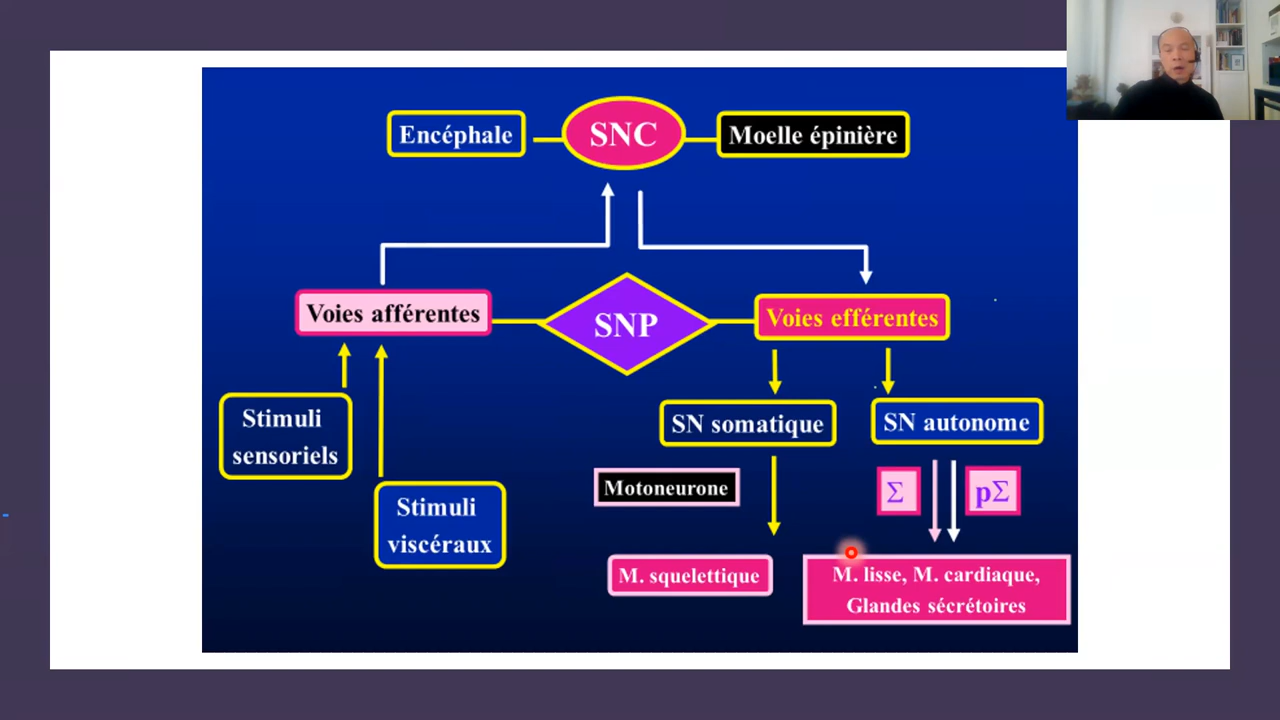 Encéphale
SNC
Moelle épinière
Voies afférentes
SNP
Voies efférentes
Stimuli
sensoriels
SN somatique
SN autonome
Stimuli
viscéraux
Motoneurone
Σ
pΣ
M. squelettique
M. lisse, M. cardiaque,
Glandes sécrétoires